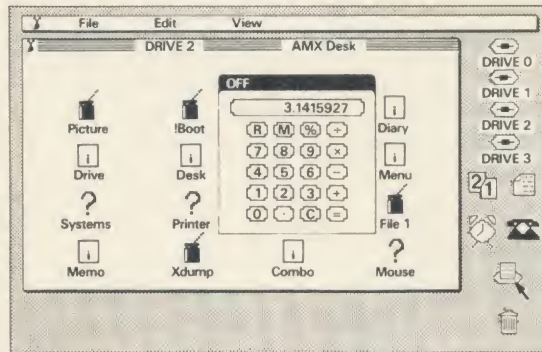 File Edit View
DRIVE 2 AMX Desk
DRIVE 0
DRIVE 1
DRIVE 2
DRIVE 3
OFF
3.1415927
R M % ÷
7 8 9 ×
4 5 6 −
1 2 3 +
0 · C =
Picture !Boot Diary
Drive Desk Menu
Systems Printer File 1
Memo Xdump Combo Mouse
2 1